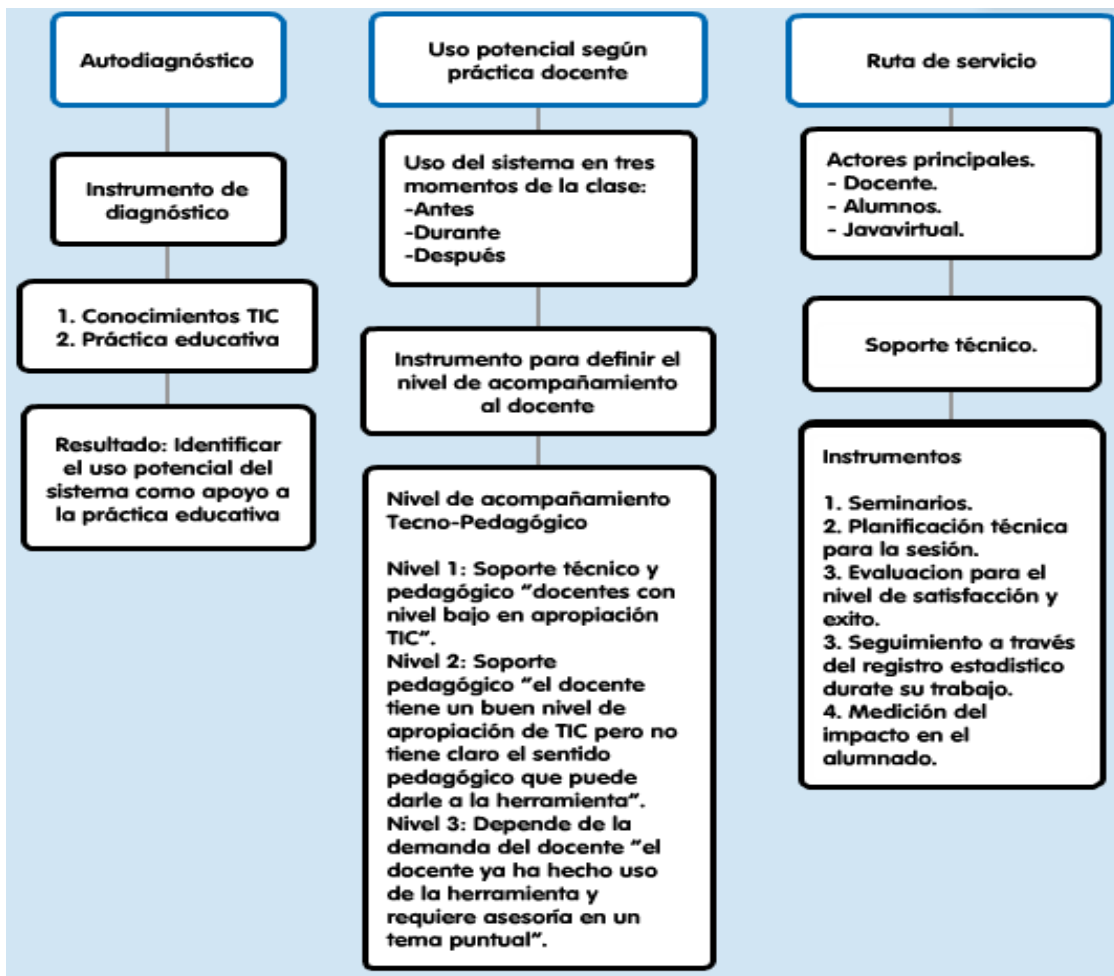 Autodiagnóstico
Instrumento de
diagnóstico
1. Conocimientos TIC
2. Práctica educativa
Resultado: Identificar
el uso potencial del
sistema como apoyo a
la práctica educativa
Uso potencial según
práctica docente
Uso del sistema en tres
momentos de la clase:
-Antes
-Durante
-Después
Instrumento para definir el
nivel de acompañamiento
al docente
Nivel de acompañamiento
Tecno-Pedagógico
Nivel 1: Soporte técnico y
pedagógico “docentes con
nivel bajo en apropiación
TIC”.
Nivel 2: Soporte
pedagógico “el docente
tiene un buen nivel de
apropiación de TIC pero no
tiene claro el sentido
pedagógico que puede
darle a la herramienta”.
Nivel 3: Depende de la
demanda del docente “el
docente ya ha hecho uso
de la herramienta y
requiere asesoría en un
tema puntual”.
Ruta de servicio
Actores principales.
- Docente.
- Alumnos.
- Javavirtual.
Soporte técnico.
Instrumentos
1. Seminarios.
2. Planificación técnica
para la sesión.
3. Evaluacion para el
nivel de satisfacción y
exito.
3. Seguimiento a través
del registro estadistico
durate su trabajo.
4. Medición del
impacto en el
alumnado.